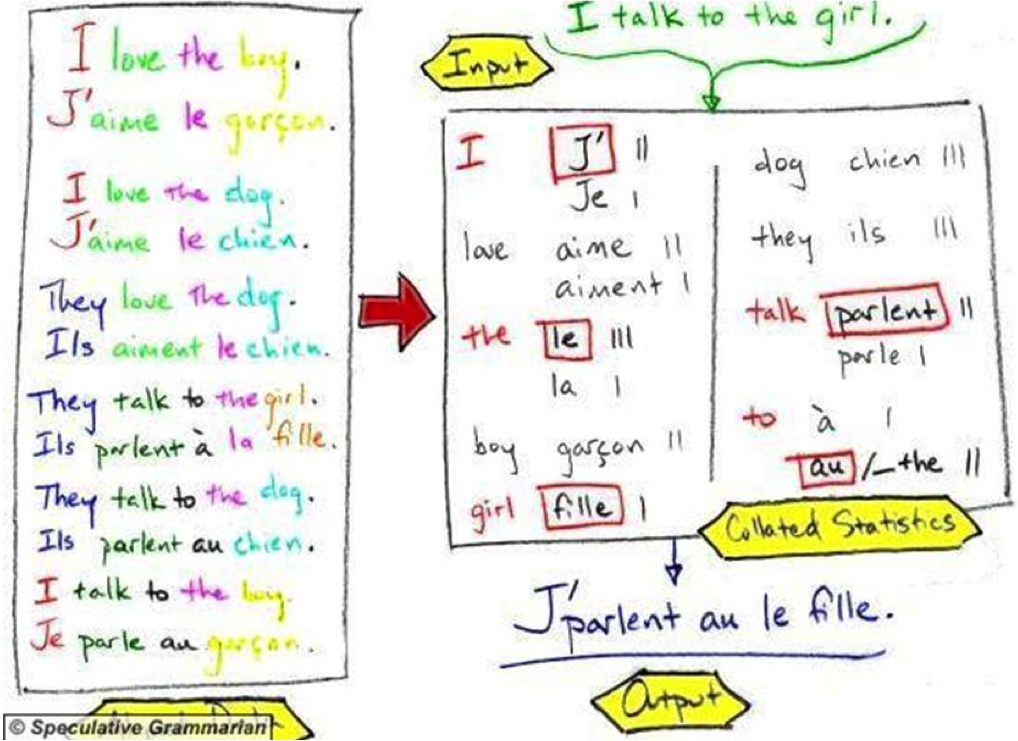 I love the boy.
J'aime le garçon.
I love the dog.
J'aime le chien.
They love the dog.
Ils aiment le chien.
They talk to the girl.
Ils parlent à la fille.
They talk to the dog.
Ils parlent au chien.
I talk to the boy.
Je parle au garçon.
© Speculative Grammarian
I talk to the girl.
Input
I J' ||
Je |
love aime ||
aiment |
the le |||
la |
boy garçon ||
girl fille |
dog chien |||
they ils |||
talk parlent ||
parle |
to à |
au /_the ||
Collated Statistics
J'parlent au le fille.
Output